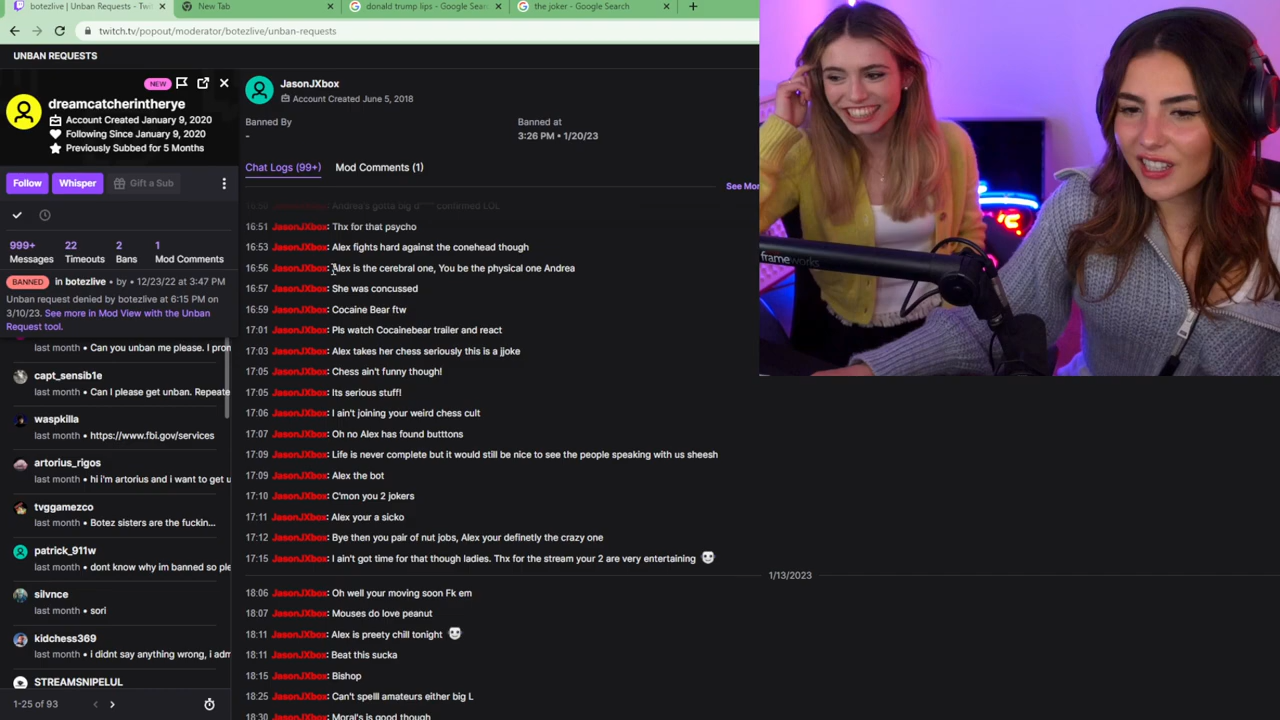 botezlive | Unban Requests - Twi
New Tab
donald trump lips - Google Sear
the joker - Google Search
twitch.tv/popout/moderator/botezlive/unban-requests
UNBAN REQUESTS
NEW
dreamcatcherintherye
Account Created January 9, 2020
Following Since January 9, 2020
Previously Subbed for 5 Months
Follow
Whisper
Gift a Sub
999+
Messages
22
Timeouts
2
Bans
1
Mod Comments
BANNED in botezlive • by • 12/23/22 at 3:47 PM
Unban request denied by botezlive at 6:15 PM on
3/10/23. See more in Mod View with the Unban
Request tool.
last month • Can you unban me please. I pron
capt_sensib1e
last month • Can I please get unban. Repeate
waspkilla
last month • https://www.fbi.gov/services
artorius_rigos
last month • hi i'm artorius and i want to get u
tvggamezco
last month • Botez sisters are the fuckin...
patrick_911w
last month • dont know why im banned so ple
silvnce
last month • sori
kidchess369
last month • i didnt say anything wrong, i adm
STREAMSNIPELUL
1-25 of 93
JasonJXbox
Account Created June 5, 2018
Banned By
-
Banned at
3:26 PM • 1/20/23
Chat Logs (99+)
Mod Comments (1)
See Mor
16:50 JasonJXbox: Andrea's gotta big d**** confirmed LOL
16:51 JasonJXbox: Thx for that psycho
16:53 JasonJXbox: Alex fights hard against the conehead though
16:56 JasonJXbox: Alex is the cerebral one, You be the physical one Andrea
16:57 JasonJXbox: She was concussed
16:59 JasonJXbox: Cocaine Bear ftw
17:01 JasonJXbox: Pls watch Cocainebear trailer and react
17:03 JasonJXbox: Alex takes her chess seriously this is a jjoke
17:05 JasonJXbox: Chess ain't funny though!
17:05 JasonJXbox: Its serious stuff!
17:06 JasonJXbox: I ain't joining your weird chess cult
17:07 JasonJXbox: Oh no Alex has found butttons
17:09 JasonJXbox: Life is never complete but it would still be nice to see the people speaking with us sheesh
17:09 JasonJXbox: Alex the bot
17:10 JasonJXbox: C'mon you 2 jokers
17:11 JasonJXbox: Alex your a sicko
17:12 JasonJXbox: Bye then you pair of nut jobs, Alex your definetly the crazy one
17:15 JasonJXbox: I ain't got time for that though ladies. Thx for the stream your 2 are very entertaining
1/13/2023
18:06 JasonJXbox: Oh well your moving soon Fk em
18:07 JasonJXbox: Mouses do love peanut
18:11 JasonJXbox: Alex is preety chill tonight
18:11 JasonJXbox: Beat this sucka
18:15 JasonJXbox: Bishop
18:25 JasonJXbox: Can't spelll amateurs either big L
18:30 JasonJXbox: Moral's is good though
frameworks